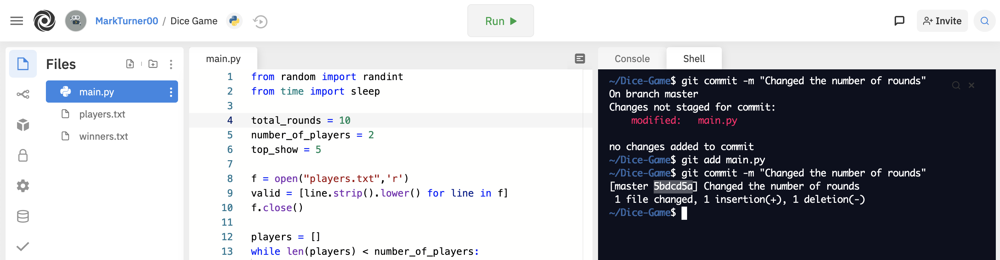 MarkTurner00 / Dice Game
Run
Invite
Files
main.py
players.txt
winners.txt
main.py
1 from random import randint
2 from time import sleep
3
4 total_rounds = 10
5 number_of_players = 2
6 top_show = 5
7
8 f = open("players.txt",'r')
9 valid = [line.strip().lower() for line in f]
10 f.close()
11
12 players = []
13 while len(players) < number_of_players:
Console
Shell
~/Dice-Game$ git commit -m "Changed the number of rounds"
On branch master
Changes not staged for commit:
modified:   main.py
no changes added to commit
~/Dice-Game$ git add main.py
~/Dice-Game$ git commit -m "Changed the number of rounds"
[master 5bdcd5a] Changed the number of rounds
1 file changed, 1 insertion(+), 1 deletion(-)
~/Dice-Game$